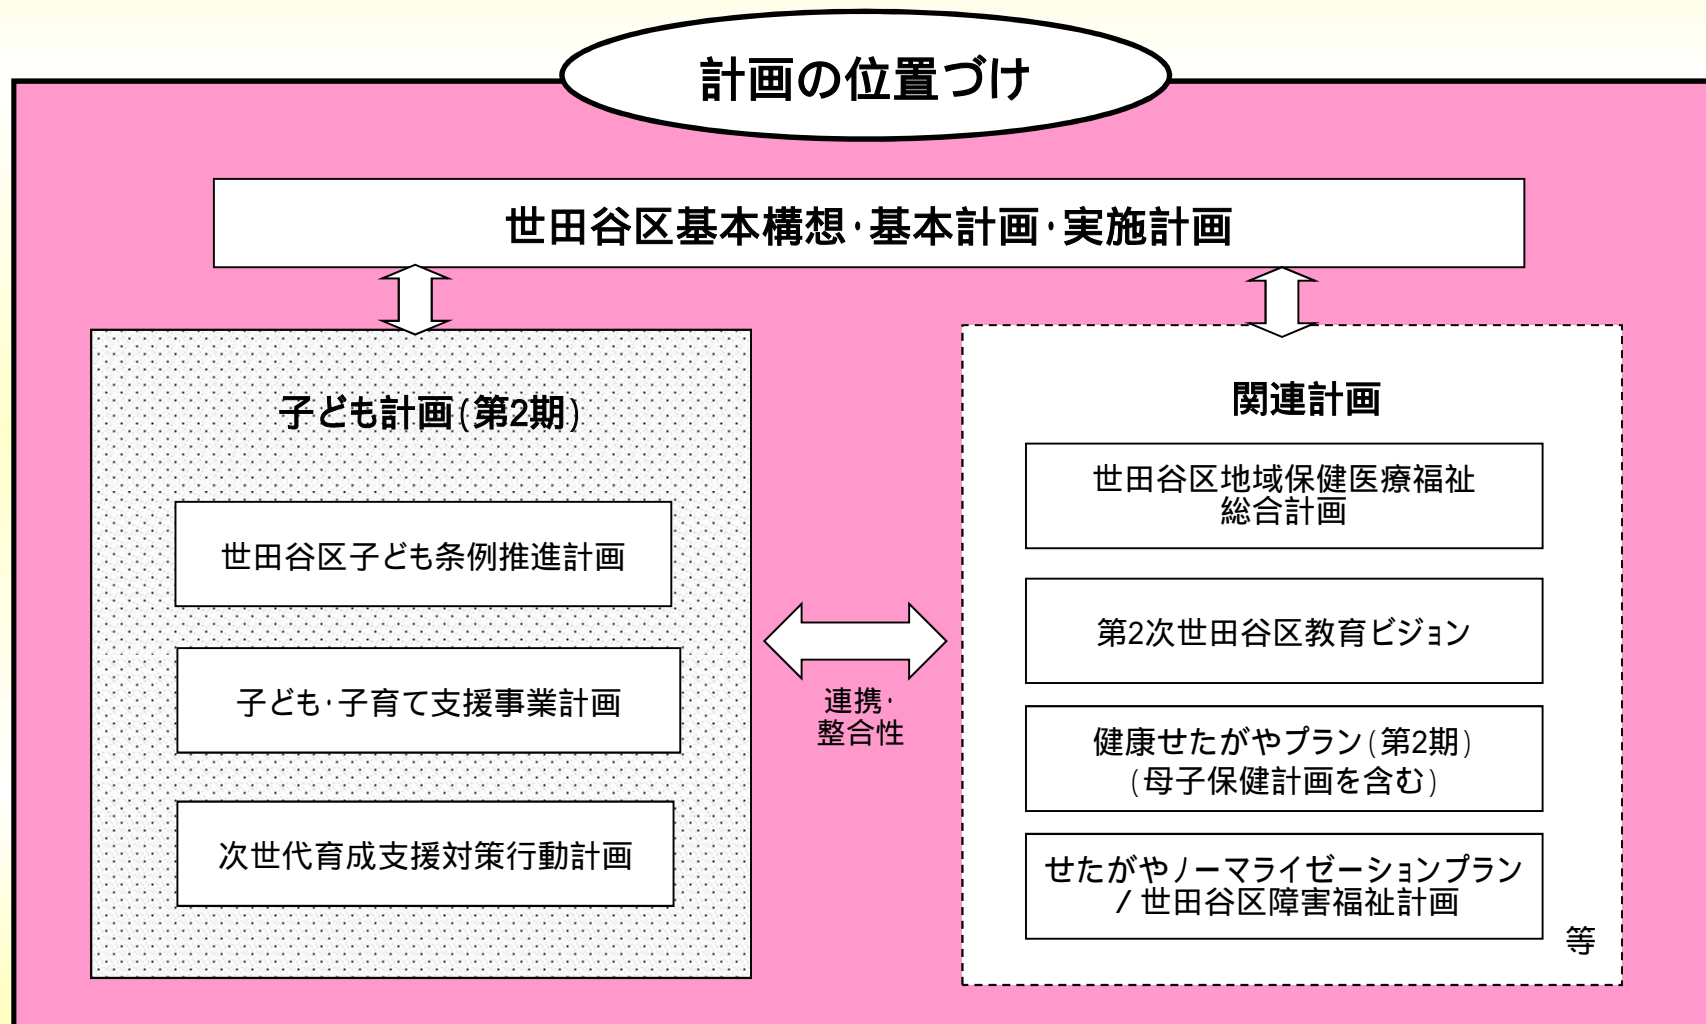 計画の位置づけ
世田谷区基本構想・基本計画・実施計画
子ども計画(第2期)
世田谷区子ども条例推進計画
子ども・子育て支援事業計画
次世代育成支援対策行動計画
連携・
整合性
関連計画
世田谷区地域保健医療福祉
総合計画
第2次世田谷区教育ビジョン
健康せたがやプラン(第2期)
(母子保健計画を含む)
せたがやノーマライゼーションプラン
/世田谷区障害福祉計画
等